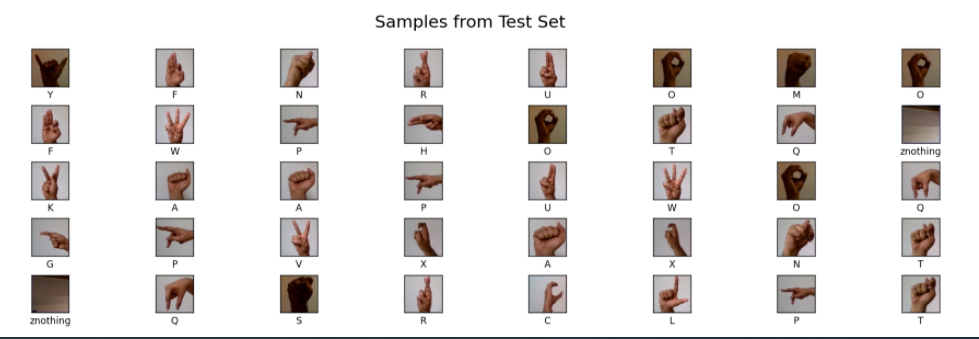 Samples from Test Set
Y F N R U O M O
F W P H O T Q znothing
K A A P U W O Q
G P V X A X N T
znothing Q S R C L P T